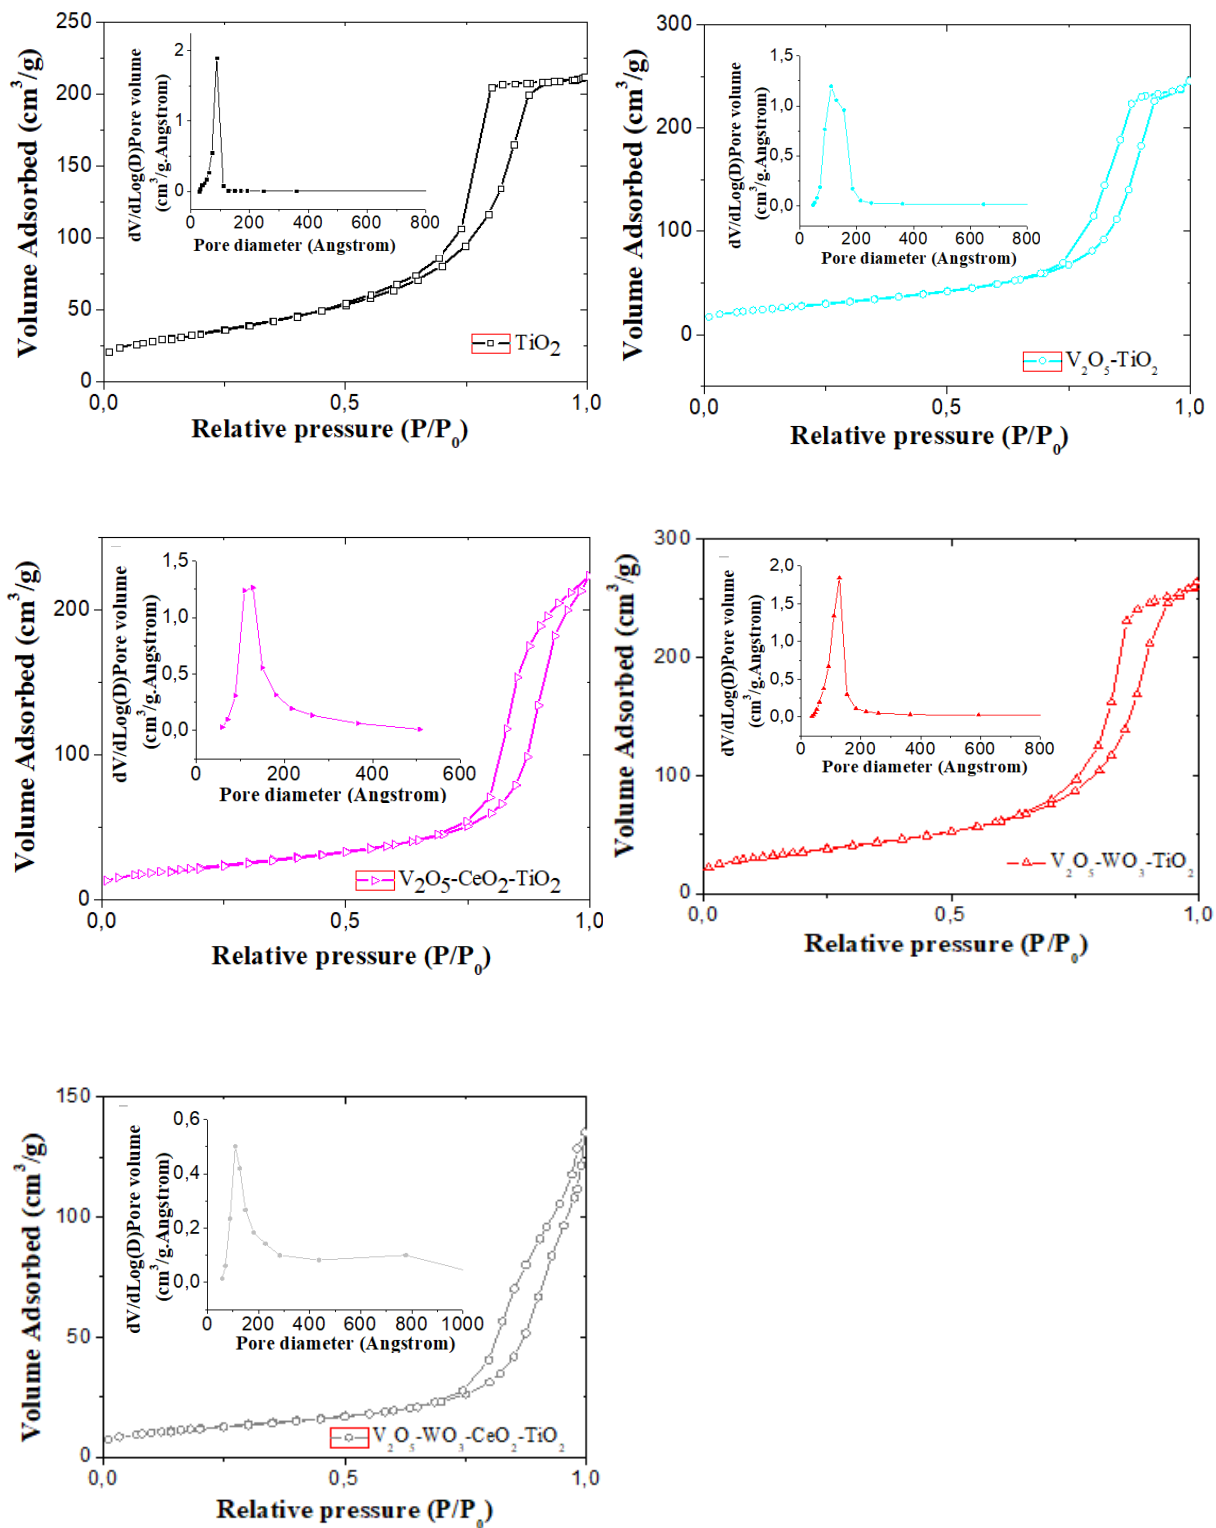 250
200
150
100
50
0
Volume Adsorbed (cm³/g)
dV/dLog(D)Pore volume
(cm³/g.Angstrom)
2
1
0
0 200 400 600 800
Pore diameter (Angstrom)
TiO₂
0,0 0,5 1,0
Relative pressure (P/P₀)
300
200
100
0
Volume Adsorbed (cm³/g)
dV/dLog(D)Pore volume
(cm³/g.Angstrom)
1,5
1,0
0,5
0,0
0 200 400 600 800
Pore diameter (Angstrom)
V₂O₅-TiO₂
0,0 0,5 1,0
Relative pressure (P/P₀)
200
100
0
Volume Adsorbed (cm³/g)
dV/dLog(D)Pore volume
(cm³/g.Angstrom)
1,5
1,0
0,5
0,0
0 200 400 600
Pore diameter (Angstrom)
V₂O₅-CeO₂-TiO₂
0,0 0,5 1,0
Relative pressure (P/P₀)
300
200
100
0
Volume Adsorbed (cm³/g)
dV/dLog(D)Pore volume
(cm³/g.Angstrom)
2,0
1,5
1,0
0,5
0,0
0 200 400 600 800
Pore diameter (Angstrom)
V₂O₅-WO₃-TiO₂
0,0 0,5 1,0
Relative pressure (P/P₀)
150
100
50
0
Volume Adsorbed (cm³/g)
dV/dLog(D)Pore volume
(cm³/g.Angstrom)
0,6
0,4
0,2
0,0
0 200 400 600 800 1000
Pore diameter (Angstrom)
V₂O₅-WO₃-CeO₂-TiO₂
0,0 0,5 1,0
Relative pressure (P/P₀)